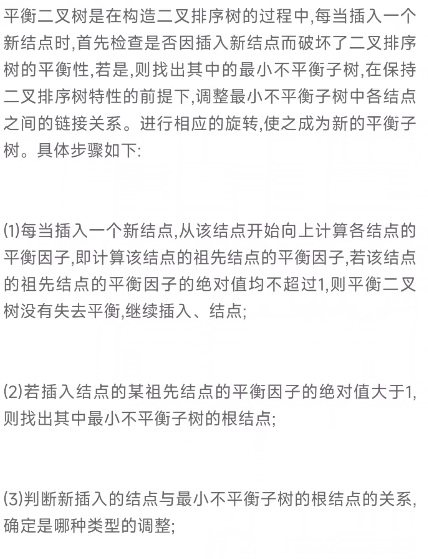 平衡二叉树是在构造二叉排序树的过程中,每当插入一个
新结点时,首先检查是否因插入新结点而破坏了二叉排序
树的平衡性,若是,则找出其中的最小不平衡子树,在保持
二叉排序树特性的前提下,调整最小不平衡子树中各结点
之间的链接关系。进行相应的旋转,使之成为新的平衡子
树。具体步骤如下:
(1)每当插入一个新结点,从该结点开始向上计算各结点的
平衡因子,即计算该结点的祖先结点的平衡因子,若该结点
的祖先结点的平衡因子的绝对值均不超过1,则平衡二叉
树没有失去平衡,继续插入、结点;
(2)若插入结点的某祖先结点的平衡因子的绝对值大于1,
则找出其中最小不平衡子树的根结点;
(3)判断新插入的结点与最小不平衡子树的根结点的关系,
确定是哪种类型的调整;